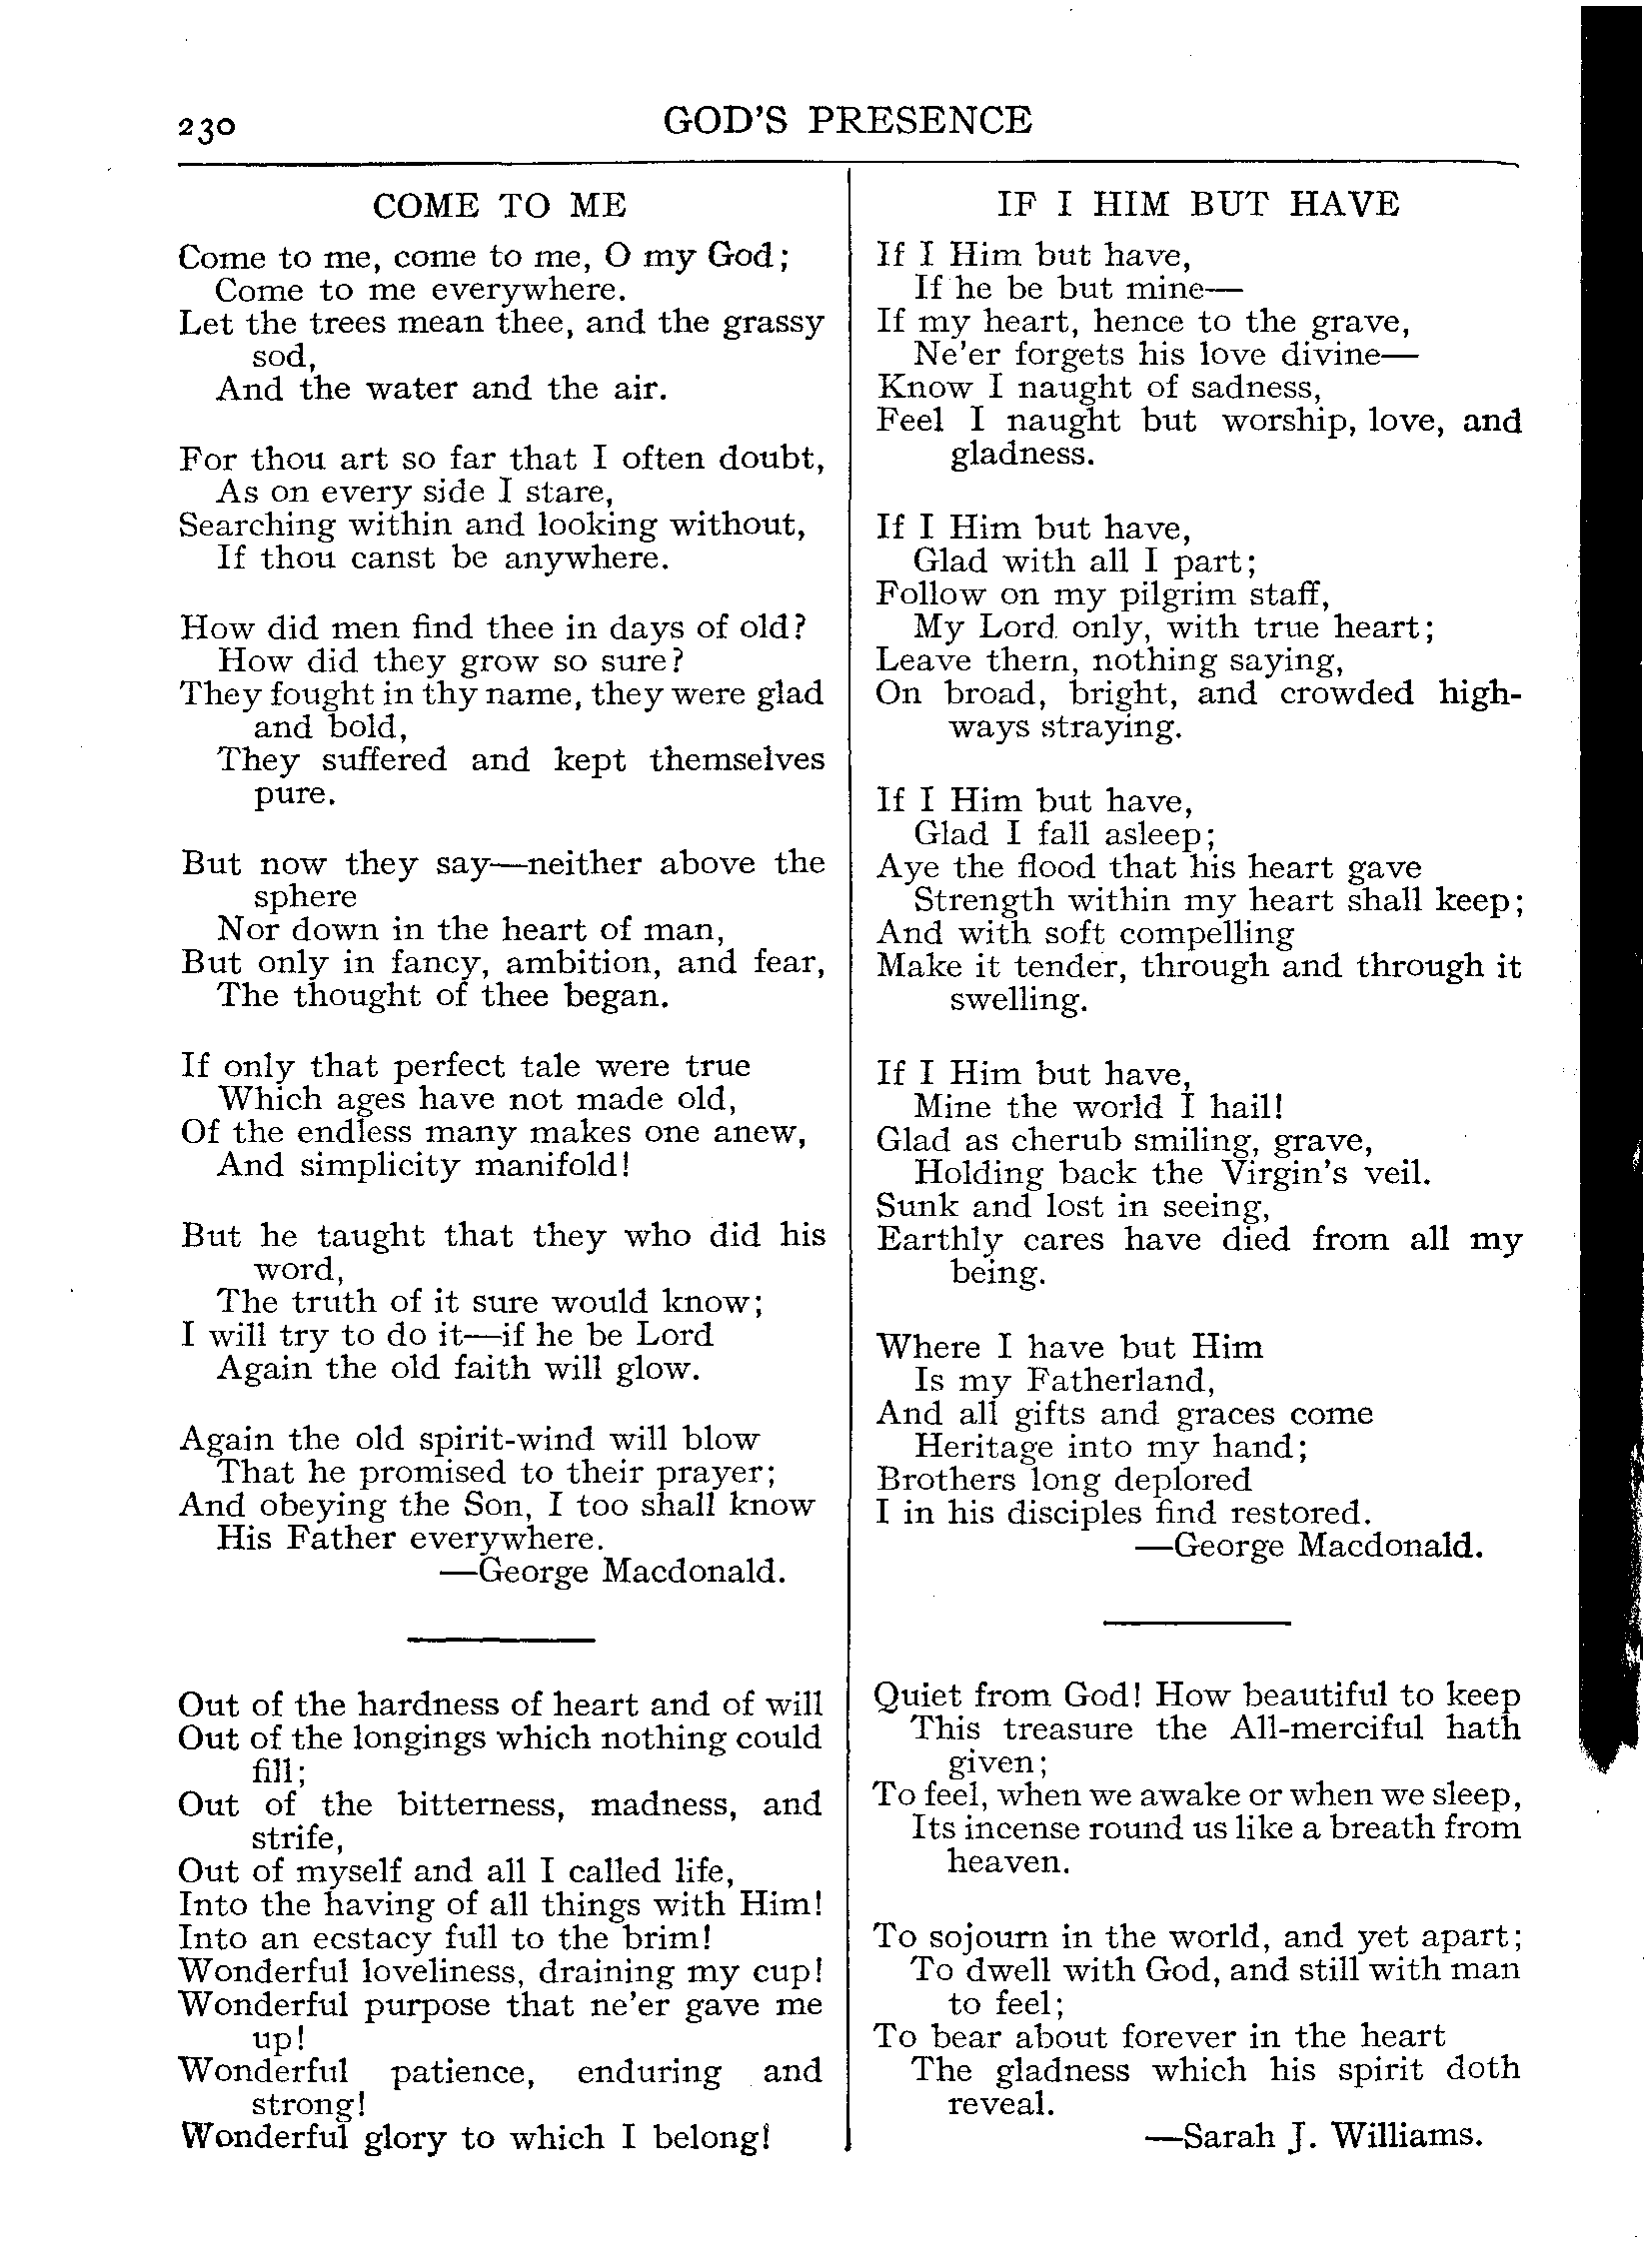 230
GOD'S PRESENCE
COME TO ME
Come to me, come to me, O my God;
Come to me everywhere.
Let the trees mean thee, and the grassy
sod,
And the water and the air.
For thou art so far that I often doubt,
As on every side I stare,
Searching within and looking without,
If thou canst be anywhere.
How did men find thee in days of old?
How did they grow so sure?
They fought in thy name, they were glad
and bold,
They suffered and kept themselves
pure.
But now they say—neither above the
sphere
Nor down in the heart of man,
But only in fancy, ambition, and fear,
The thought of thee began.
If only that perfect tale were true
Which ages have not made old,
Of the endless many makes one anew,
And simplicity manifold!
But he taught that they who did his
word,
The truth of it sure would know;
I will try to do it—if he be Lord
Again the old faith will glow.
Again the old spirit-wind will blow
That he promised to their prayer;
And obeying the Son, I too shall know
His Father everywhere.
—George Macdonald.
Out of the hardness of heart and of will
Out of the longings which nothing could
fill;
Out of the bitterness, madness, and
strife,
Out of myself and all I called life,
Into the having of all things with Him!
Into an ecstacy full to the brim!
Wonderful loveliness, draining my cup!
Wonderful purpose that ne'er gave me
up!
Wonderful patience, enduring and
strong!
Wonderful glory to which I belong!
IF I HIM BUT HAVE
If I Him but have,
If he be but mine—
If my heart, hence to the grave,
Ne'er forgets his love divine—
Know I naught of sadness,
Feel I naught but worship, love, and
gladness.
If I Him but have,
Glad with all I part;
Follow on my pilgrim staff,
My Lord only, with true heart;
Leave them, nothing saying,
On broad, bright, and crowded high-
ways straying.
If I Him but have,
Glad I fall asleep;
Aye the flood that his heart gave
Strength within my heart shall keep;
And with soft compelling
Make it tender, through and through it
swelling.
If I Him but have,
Mine the world I hail!
Glad as cherub smiling, grave,
Holding back the Virgin's veil.
Sunk and lost in seeing,
Earthly cares have died from all my
being.
Where I have but Him
Is my Fatherland,
And all gifts and graces come
Heritage into my hand;
Brothers long deplored
I in his disciples find restored.
—George Macdonald.
Quiet from God! How beautiful to keep
This treasure the All-merciful hath
given;
To feel, when we awake or when we sleep,
Its incense round us like a breath from
heaven.
To sojourn in the world, and yet apart;
To dwell with God, and still with man
to feel;
To bear about forever in the heart
The gladness which his spirit doth
reveal.
—Sarah J. Williams.